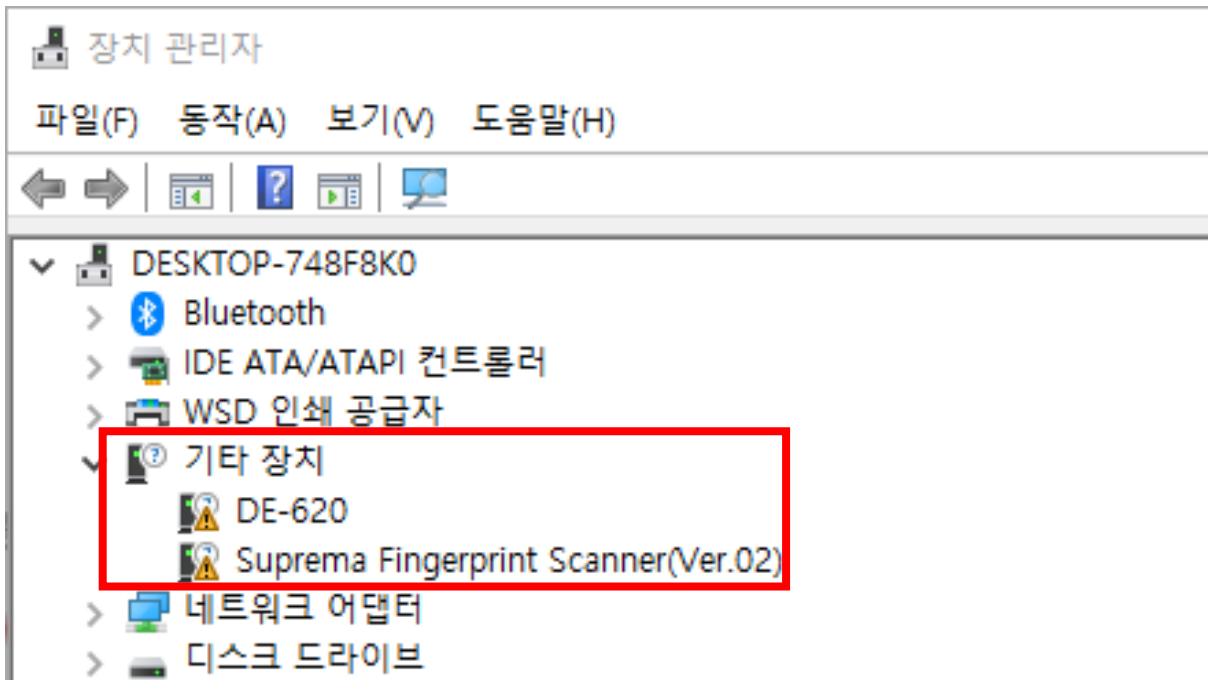 장치 관리자
파일(F) 동작(A) 보기(V) 도움말(H)
DESKTOP-748F8K0
Bluetooth
IDE ATA/ATAPI 컨트롤러
WSD 인쇄 공급자
기타 장치
DE-620
Suprema Fingerprint Scanner(Ver.02)
네트워크 어댑터
디스크 드라이브